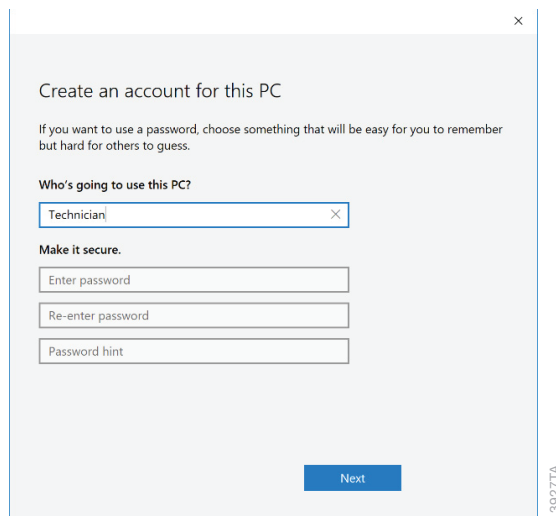 Create an account for this PC
If you want to use a password, choose something that will be easy for you to remember
but hard for others to guess.
Who's going to use this PC?
Technician
Make it secure.
Enter password
Re-enter password
Password hint
Next
3927TA